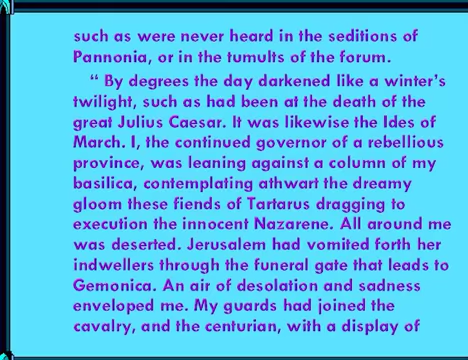 such as were never heard in the seditions of
Pannonia, or in the tumults of the forum.
“ By degrees the day darkened like a winter’s
twilight, such as had been at the death of the
great Julius Caesar. It was likewise the Ides of
March. I, the continued governor of a rebellious
province, was leaning against a column of my
basilica, contemplating athwart the dreamy
gloom these fiends of Tartarus dragging to
execution the innocent Nazarene. All around me
was deserted. Jerusalem had vomited forth her
indwellers through the funeral gate that leads to
Gemonica. An air of desolation and sadness
enveloped me. My guards had joined the
cavalry, and the centurian, with a display of